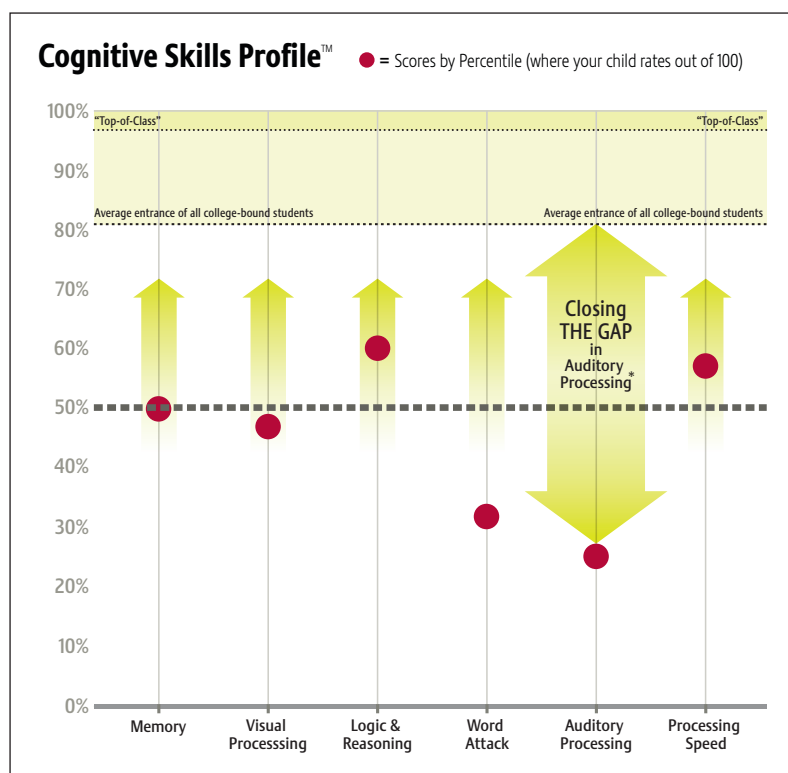 Cognitive Skills Profile™
= Scores by Percentile (where your child rates out of 100)
100%
"Top-of-Class"
"Top-of-Class"
90%
Average entrance of all college-bound students
Average entrance of all college-bound students
80%
70%
Closing
THE GAP
in
Auditory
Processing*
60%
50%
40%
30%
20%
10%
0%
Memory
Visual
Processsing
Logic &
Reasoning
Word
Attack
Auditory
Processing
Processing
Speed